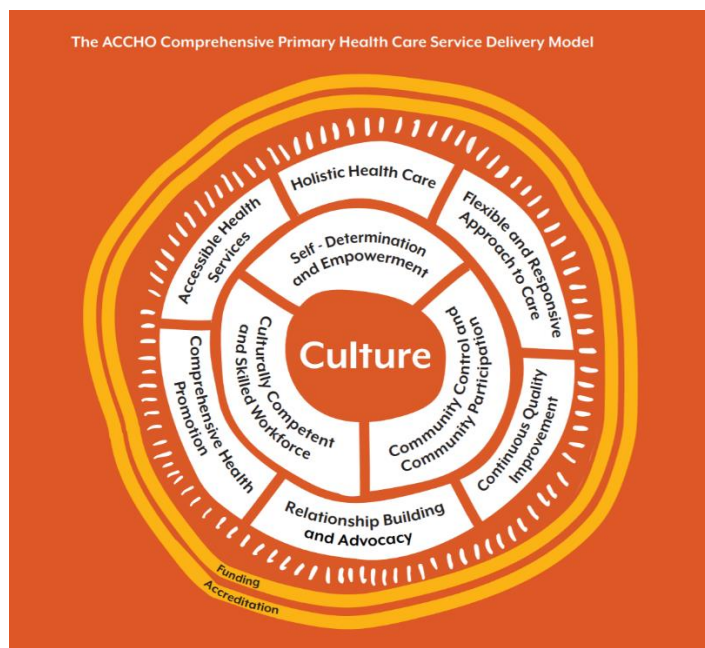 The ACCHO Comprehensive Primary Health Care Service Delivery Model
Holistic Health Care
Flexible and Responsive
Approach to Care
Continuous Quality
Improvement
Relationship Building
and Advocacy
Comprehensive Health
Promotion
Accessible Health
Services
Self - Determination
and Empowerment
Community Control and
Community Participation
Culturally Competent
and Skilled Workforce
Culture
Funding
Accreditation